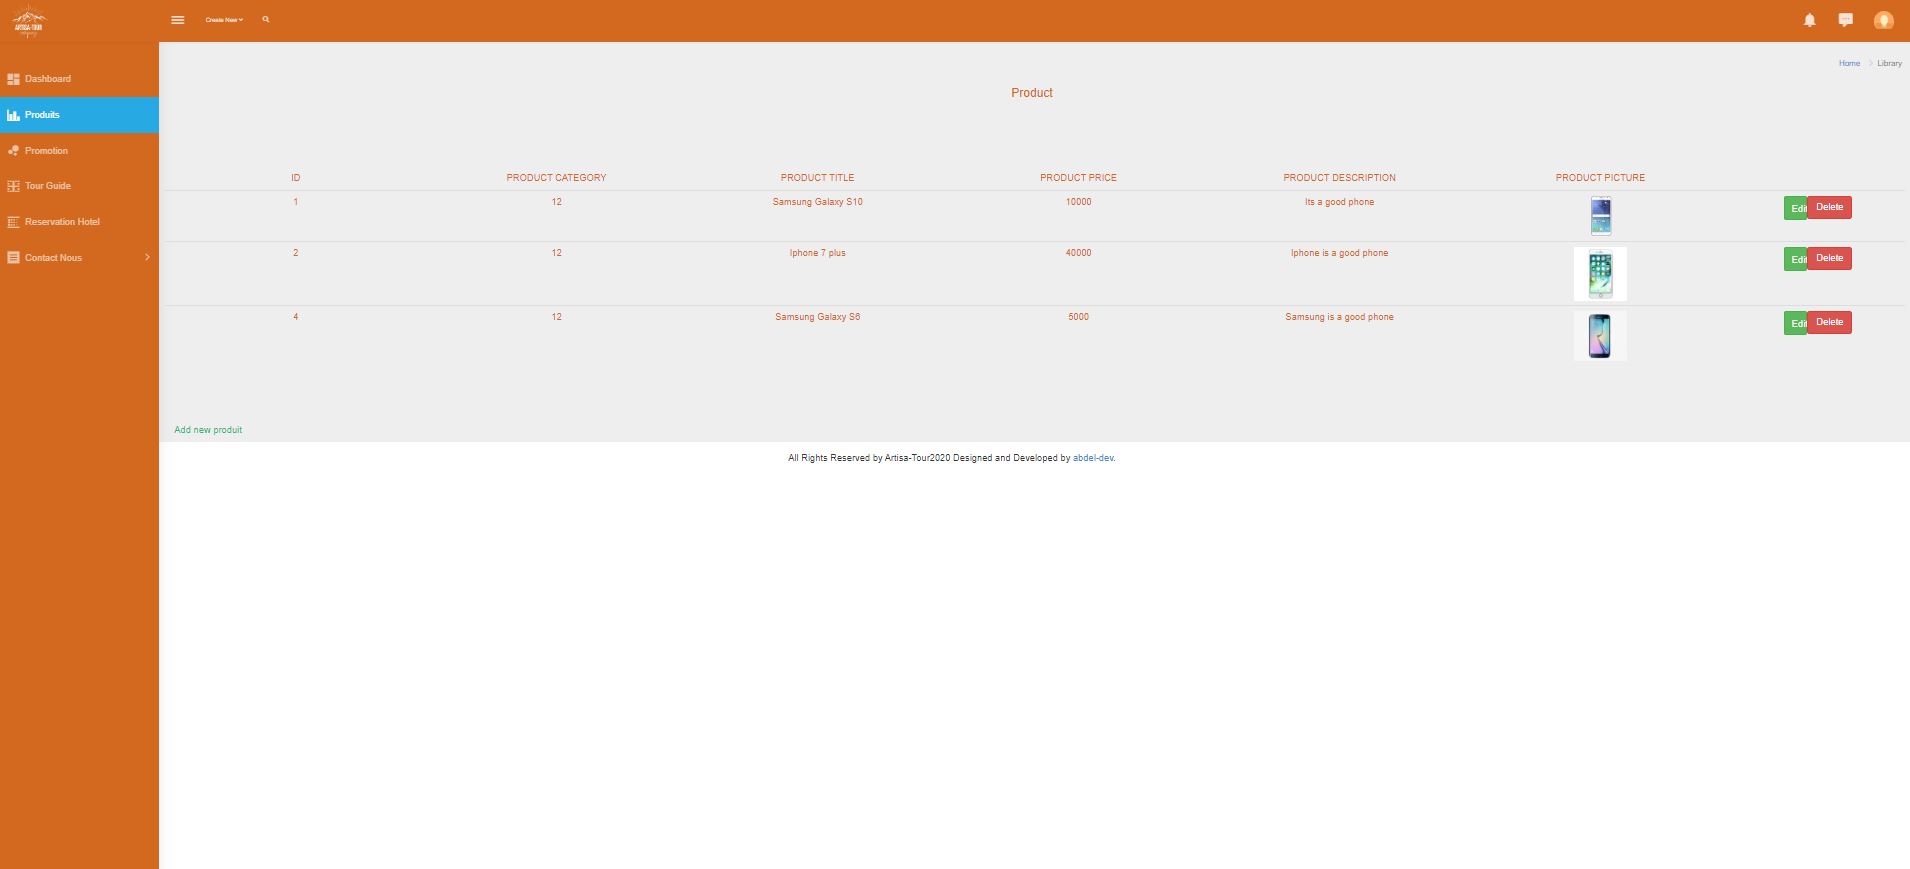 ARTISA-TOUR
Create New
Dashboard
Produits
Promotion
Tour Guide
Reservation Hotel
Contact Nous
Home > Library
Product
ID PRODUCT CATEGORY PRODUCT TITLE PRODUCT PRICE PRODUCT DESCRIPTION PRODUCT PICTURE
1 12 Samsung Galaxy S10 10000 Its a good phone Edit Delete
2 12 Iphone 7 plus 40000 Iphone is a good phone Edit Delete
4 12 Samsung Galaxy S6 5000 Samsung is a good phone Edit Delete
Add new produit
All Rights Reserved by Artisa-Tour2020 Designed and Developed by abdel-dev.